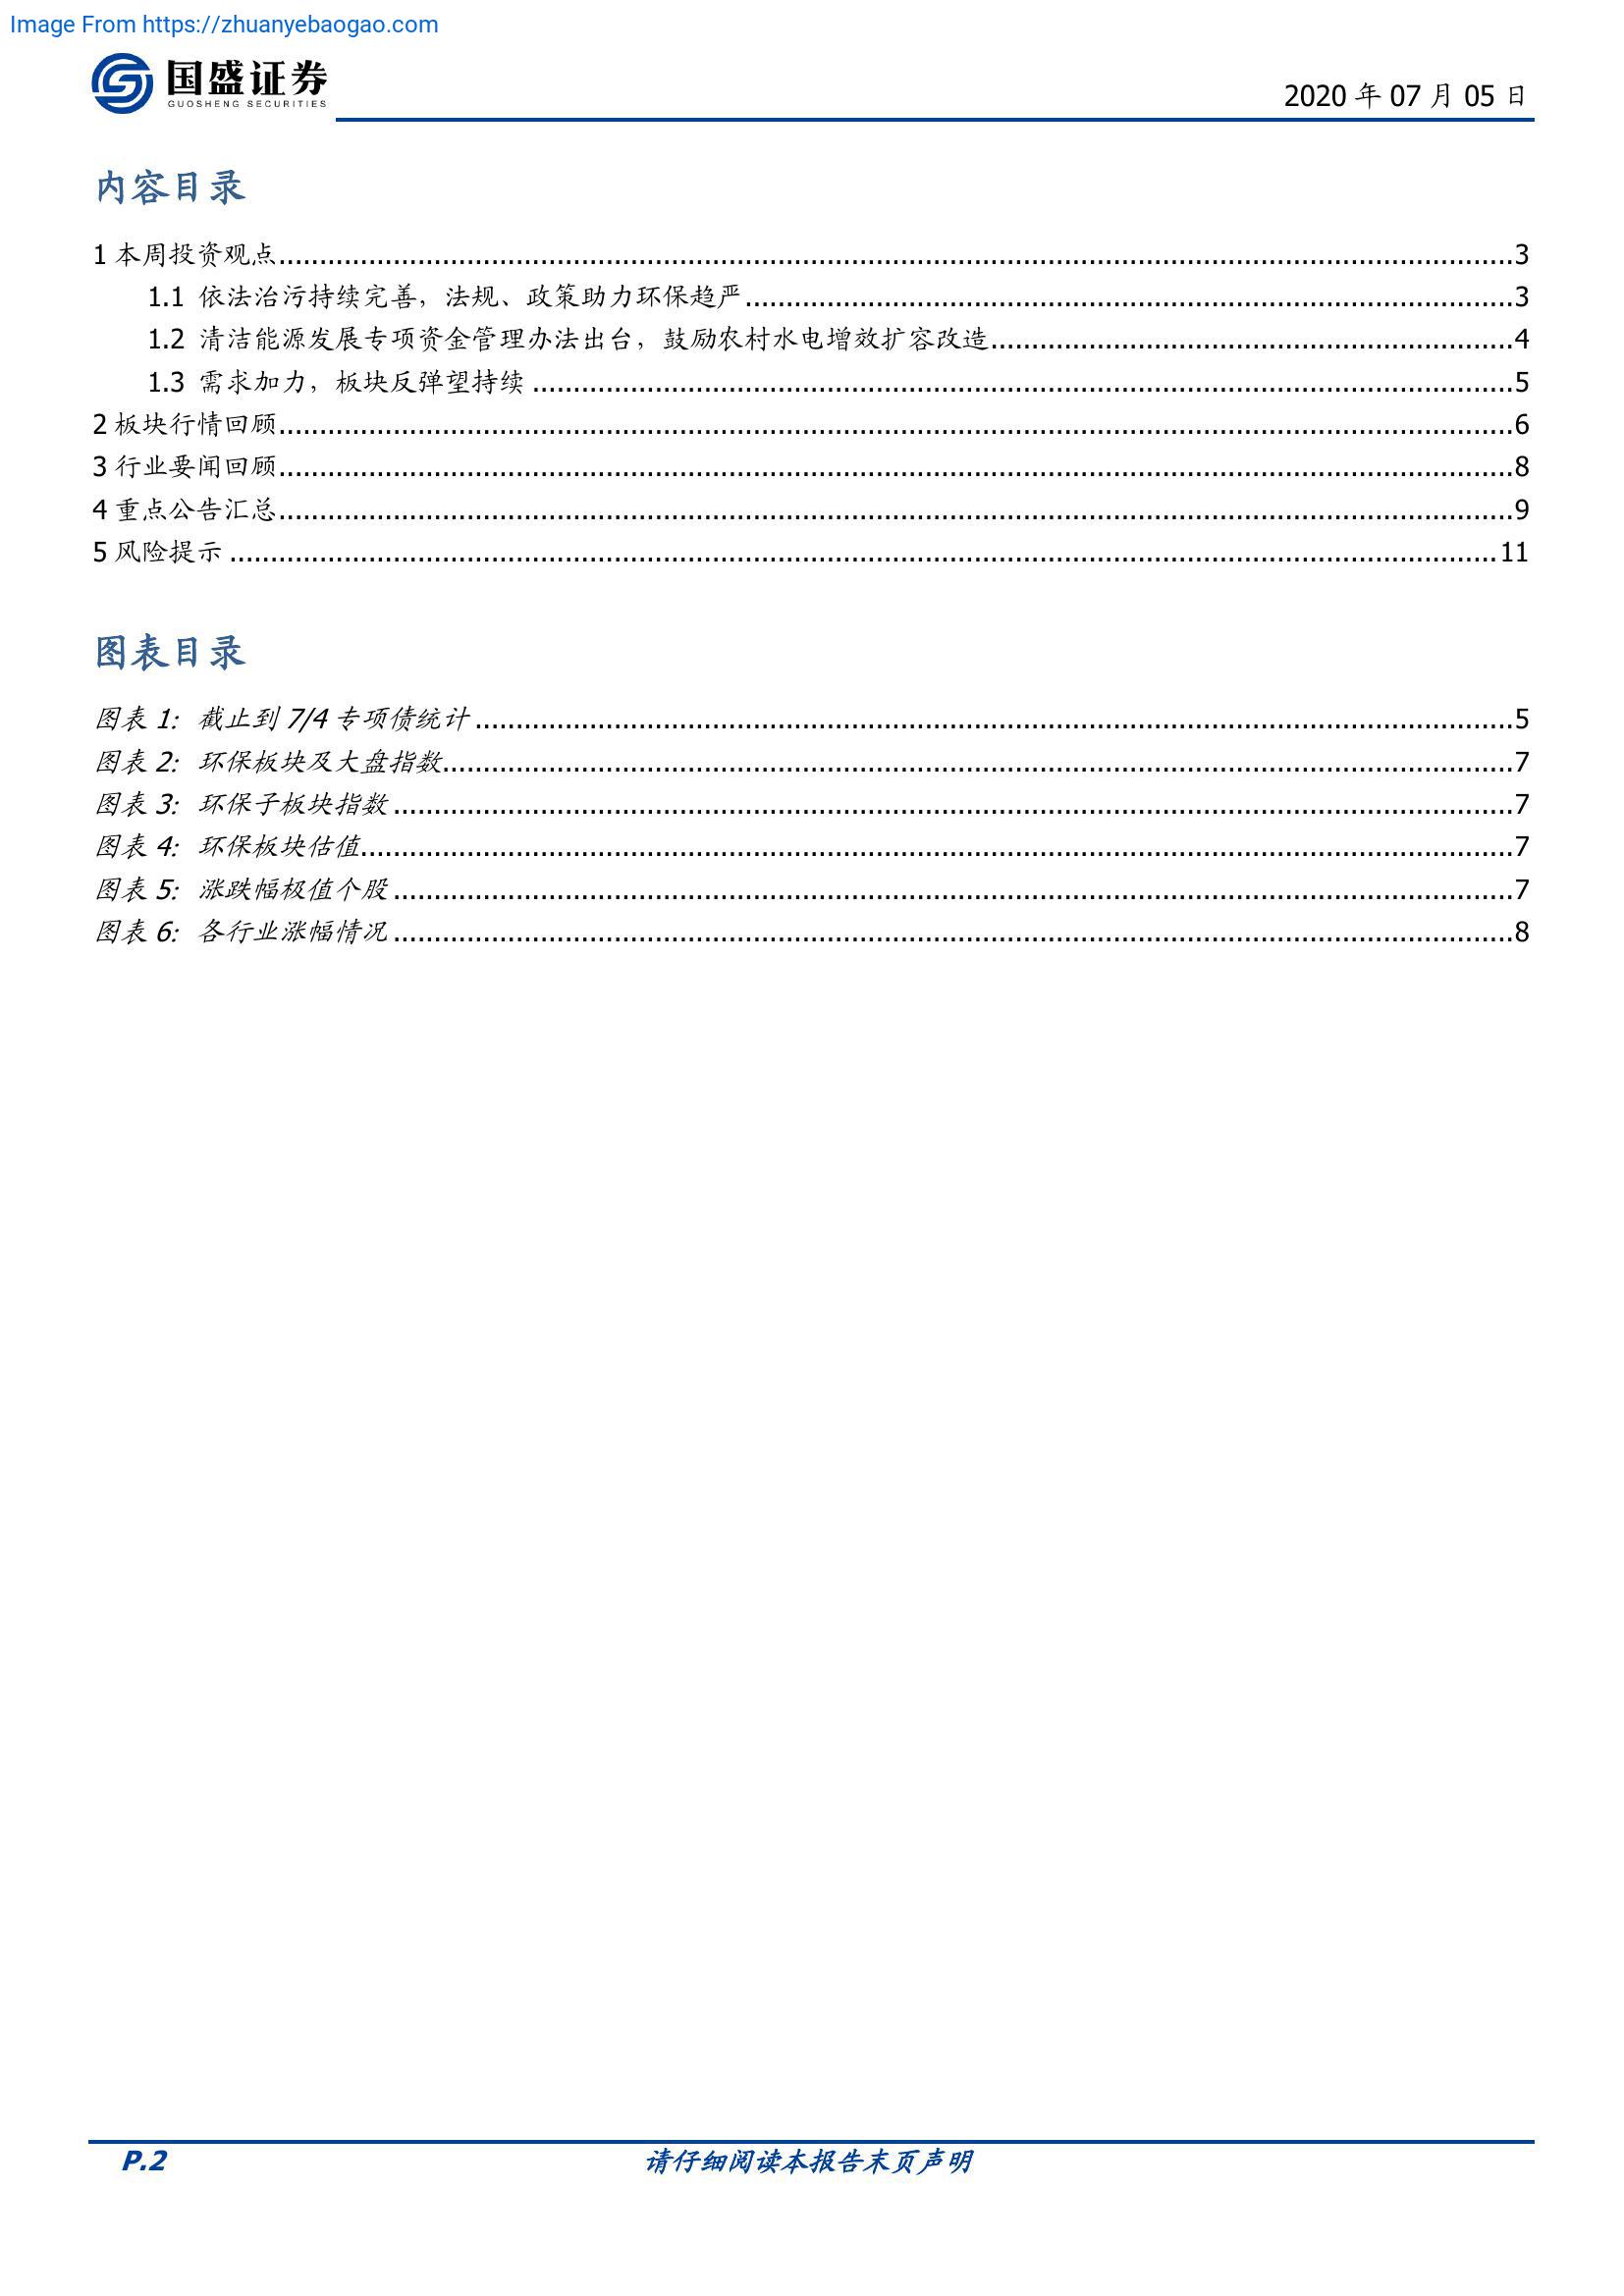 Image From https://zhuanyebaogao.com
国盛证券
GUOSHENG SECURITIES
2020 年 07 月 05 日
内容目录
1 本周投资观点................................................................3
1.1 依法治污持续完善，法规、政策助力环保趋严................................................................3
1.2 清洁能源发展专项资金管理办法出台，鼓励农村水电增效扩容改造................................................................4
1.3 需求加力，板块反弹望持续 ................................................................5
2 板块行情回顾................................................................6
3 行业要闻回顾................................................................8
4 重点公告汇总................................................................9
5 风险提示 ................................................................11
图表目录
图表 1: 截止到 7/4 专项债统计 ................................................................5
图表 2: 环保板块及大盘指数................................................................7
图表 3: 环保子板块指数 ................................................................7
图表 4: 环保板块估值................................................................7
图表 5: 涨跌幅极值个股 ................................................................7
图表 6: 各行业涨幅情况 ................................................................8
P.2
请仔细阅读本报告末页声明